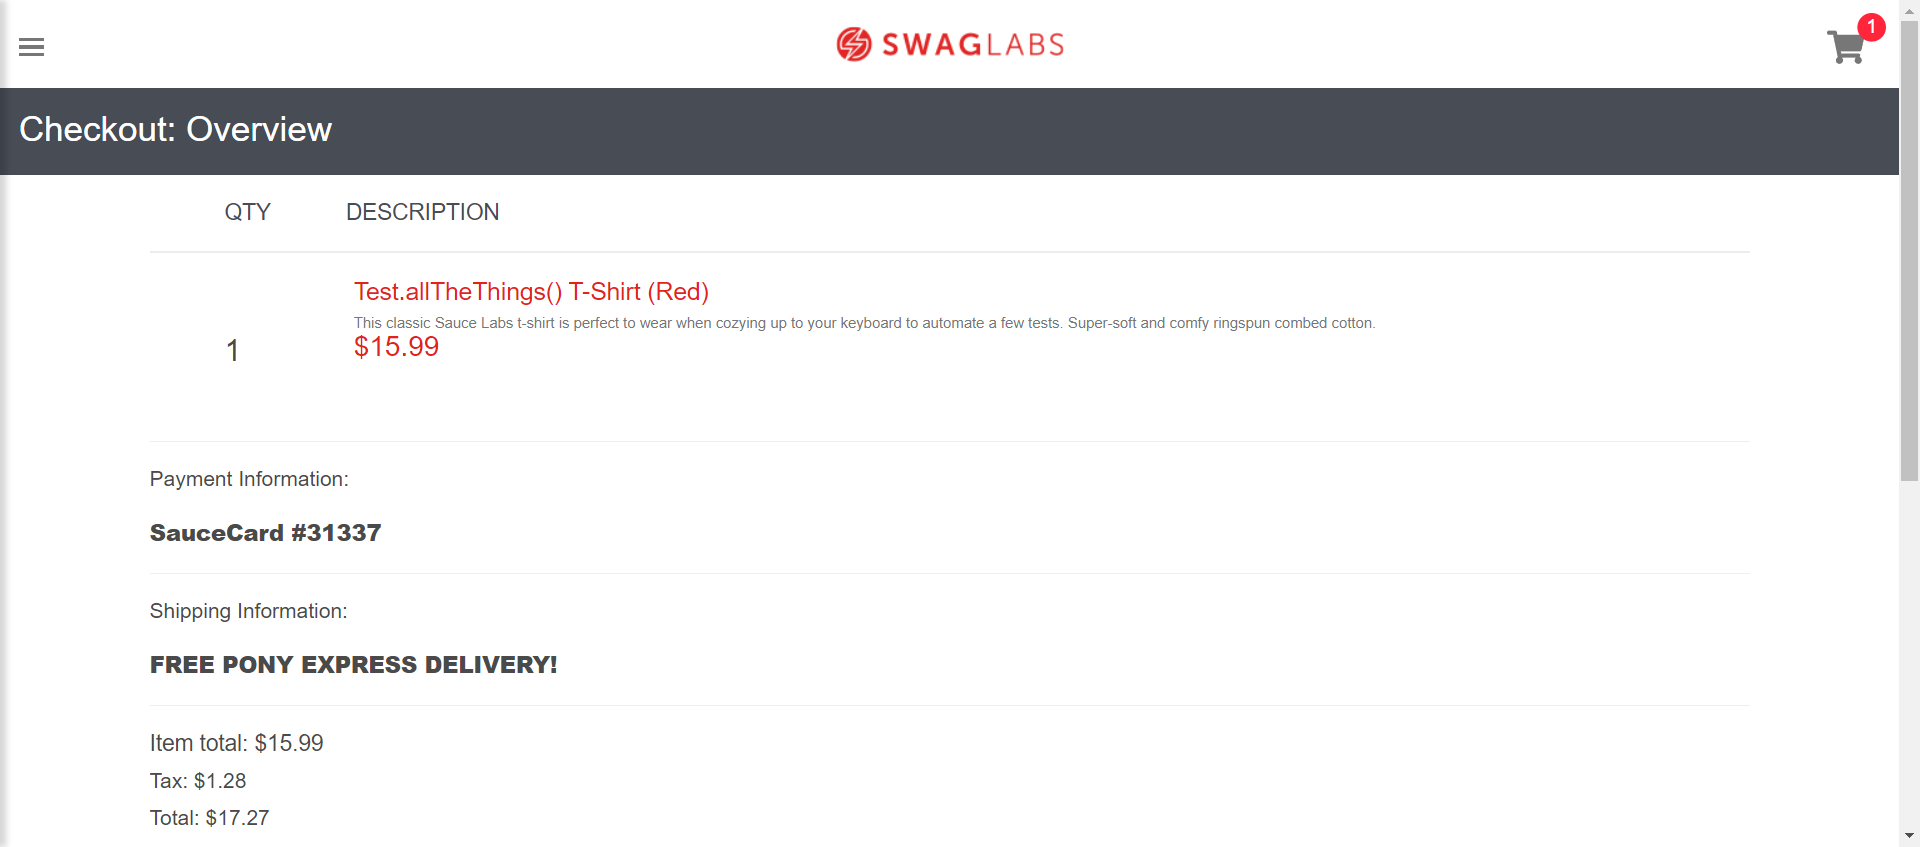 SWAGLABS
1
Checkout: Overview
QTY DESCRIPTION
Test.allTheThings() T-Shirt (Red)
This classic Sauce Labs t-shirt is perfect to wear when cozying up to your keyboard to automate a few tests. Super-soft and comfy ringspun combed cotton.
1
$15.99
Payment Information:
SauceCard #31337
Shipping Information:
FREE PONY EXPRESS DELIVERY!
Item total: $15.99
Tax: $1.28
Total: $17.27